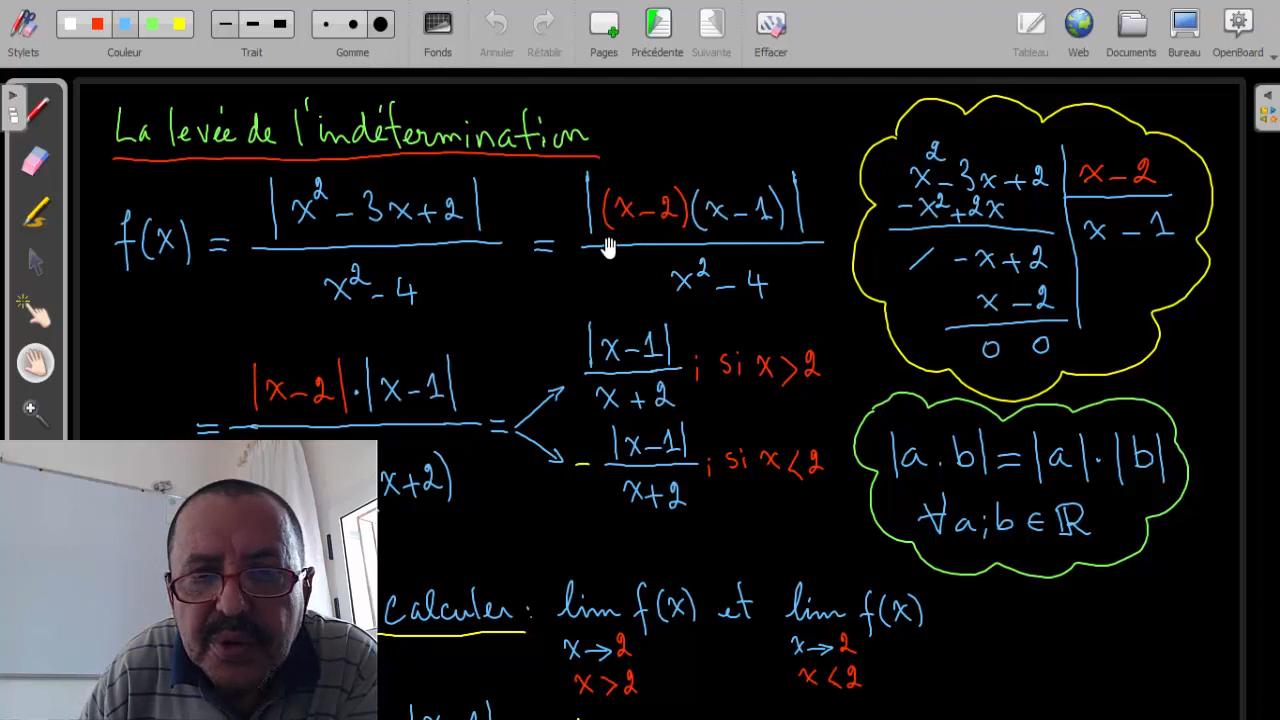 Stylets Couleur Trait Gomme Fonds Annuler Rétablir Pages Précédente Suivante Effacer Tableau Web Documents Bureau OpenBoard
La levée de l'indétermination
f(x) = |x² - 3x + 2| / x² - 4 = |(x - 2)(x - 1)| / x² - 4
= |x - 2| · |x - 1| / x + 2) =
|x - 1| / x + 2 ; si x > 2
- |x - 1| / x + 2 ; si x < 2
x² - 3x + 2 | x - 2
-x² + 2x | x - 1
/ - x + 2
x - 2
0 0
|a . b| = |a| · |b|
∀ a ; b ∈ ℝ
calculer : lim f(x) et lim f(x)
x → 2 x → 2
x > 2 x < 2
|x - 1|